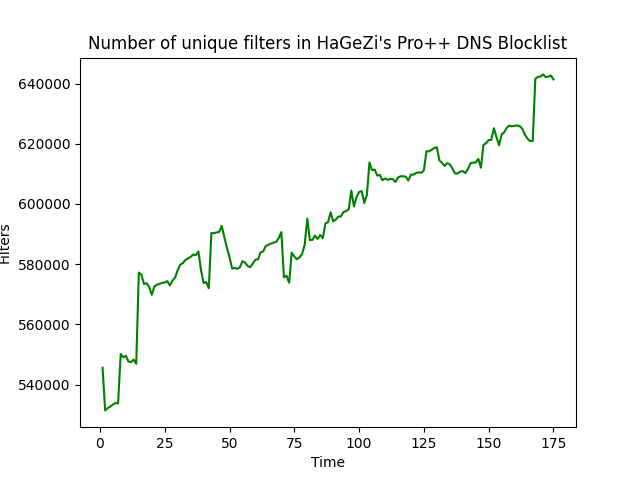 Number of unique filters in HaGeZi's Pro++ DNS Blocklist
640000
620000
600000
580000
560000
540000
Filters
0 25 50 75 100 125 150 175
Time